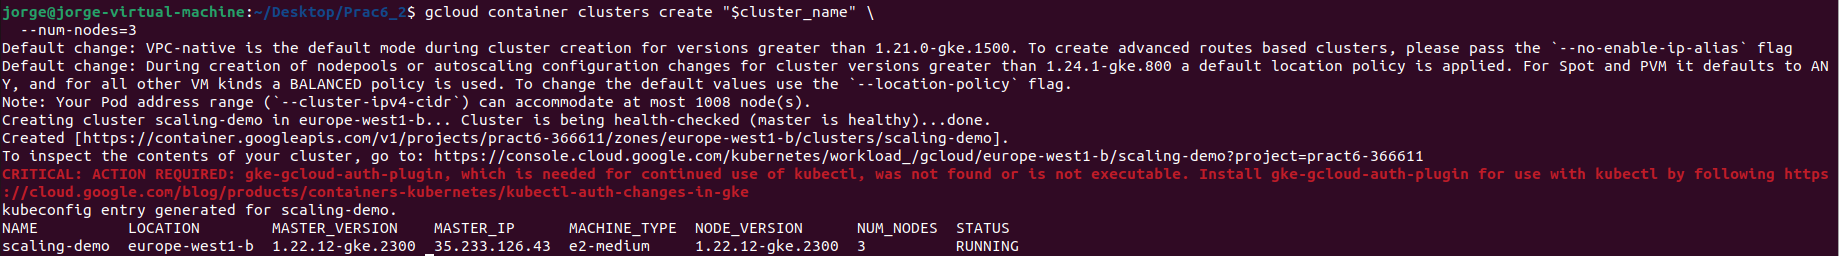 jorge@jorge-virtual-machine:~/Desktop/Prac6_2$ gcloud container clusters create "$cluster_name" \
  --num-nodes=3
Default change: VPC-native is the default mode during cluster creation for versions greater than 1.21.0-gke.1500. To create advanced routes based clusters, please pass the `--no-enable-ip-alias` flag
Default change: During creation of nodepools or autoscaling configuration changes for cluster versions greater than 1.24.1-gke.800 a default location policy is applied. For Spot and PVM it defaults to AN
Y, and for all other VM kinds a BALANCED policy is used. To change the default values use the `--location-policy` flag.
Note: Your Pod address range (`--cluster-ipv4-cidr`) can accommodate at most 1008 node(s).
Creating cluster scaling-demo in europe-west1-b... Cluster is being health-checked (master is healthy)...done.
Created [https://container.googleapis.com/v1/projects/pract6-366611/zones/europe-west1-b/clusters/scaling-demo].
To inspect the contents of your cluster, go to: https://console.cloud.google.com/kubernetes/workload_/gcloud/europe-west1-b/scaling-demo?project=pract6-366611
CRITICAL: ACTION REQUIRED: gke-gcloud-auth-plugin, which is needed for continued use of kubectl, was not found or is not executable. Install gke-gcloud-auth-plugin for use with kubectl by following https
://cloud.google.com/blog/products/containers-kubernetes/kubectl-auth-changes-in-gke
kubeconfig entry generated for scaling-demo.
NAME          LOCATION        MASTER_VERSION    MASTER_IP      MACHINE_TYPE  NODE_VERSION      NUM_NODES  STATUS
scaling-demo  europe-west1-b  1.22.12-gke.2300  35.233.126.43  e2-medium     1.22.12-gke.2300  3          RUNNING